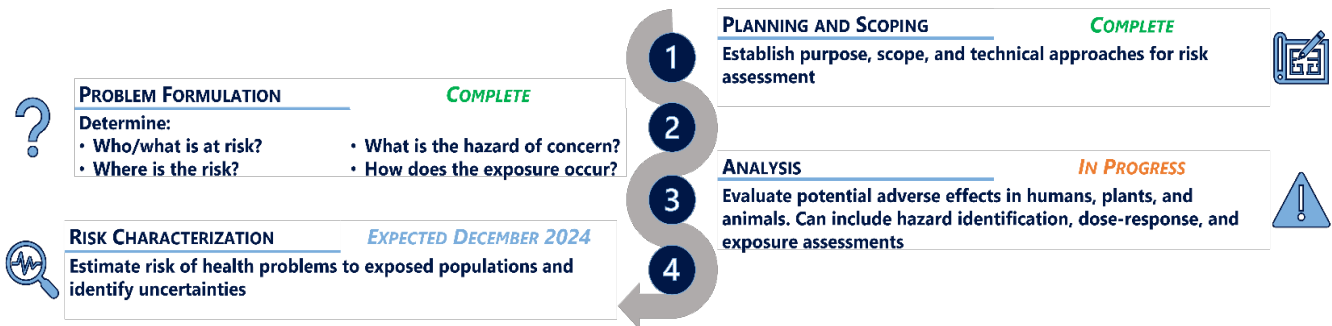 1
PLANNING AND SCOPING COMPLETE
Establish purpose, scope, and technical approaches for risk
assessment
2
PROBLEM FORMULATION COMPLETE
Determine:
• Who/what is at risk? • What is the hazard of concern?
• Where is the risk? • How does the exposure occur?
3
ANALYSIS IN PROGRESS
Evaluate potential adverse effects in humans, plants, and
animals. Can include hazard identification, dose-response, and
exposure assessments
4
RISK CHARACTERIZATION EXPECTED DECEMBER 2024
Estimate risk of health problems to exposed populations and
identify uncertainties